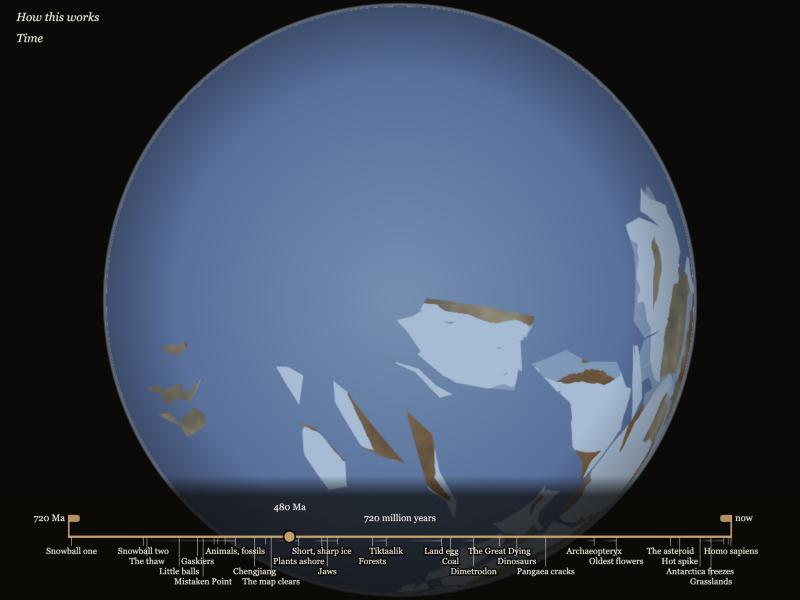 How this works
Time
480 Ma
720 Ma
720 million years
now
Snowball one
Snowball two
Animals, fossils
Short, sharp ice
Tiktaalik
Land egg
The Great Dying
Archaeopteryx
The asteroid
Homo sapiens
The thaw
Gaskiers
Plants ashore
Forests
Coal
Dinosaurs
Oldest flowers
Hot spike
Little balls
Chengjiang
Jaws
Dimetrodon
Pangaea cracks
Antarctica freezes
Mistaken Point
The map clears
Grasslands